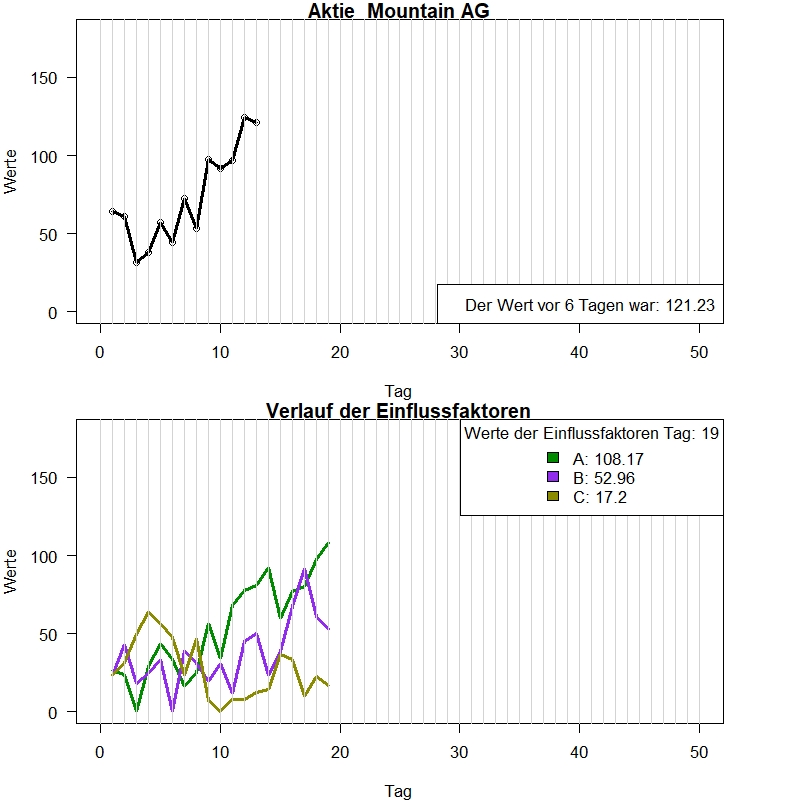 Aktie  Mountain AG
Werte
150
100
50
0
Der Wert vor 6 Tagen war: 121.23
0 10 20 30 40 50
Tag
Verlauf der Einflussfaktoren
Werte
150
100
50
0
Werte der Einflussfaktoren Tag: 19
A: 108.17
B: 52.96
C: 17.2
0 10 20 30 40 50
Tag